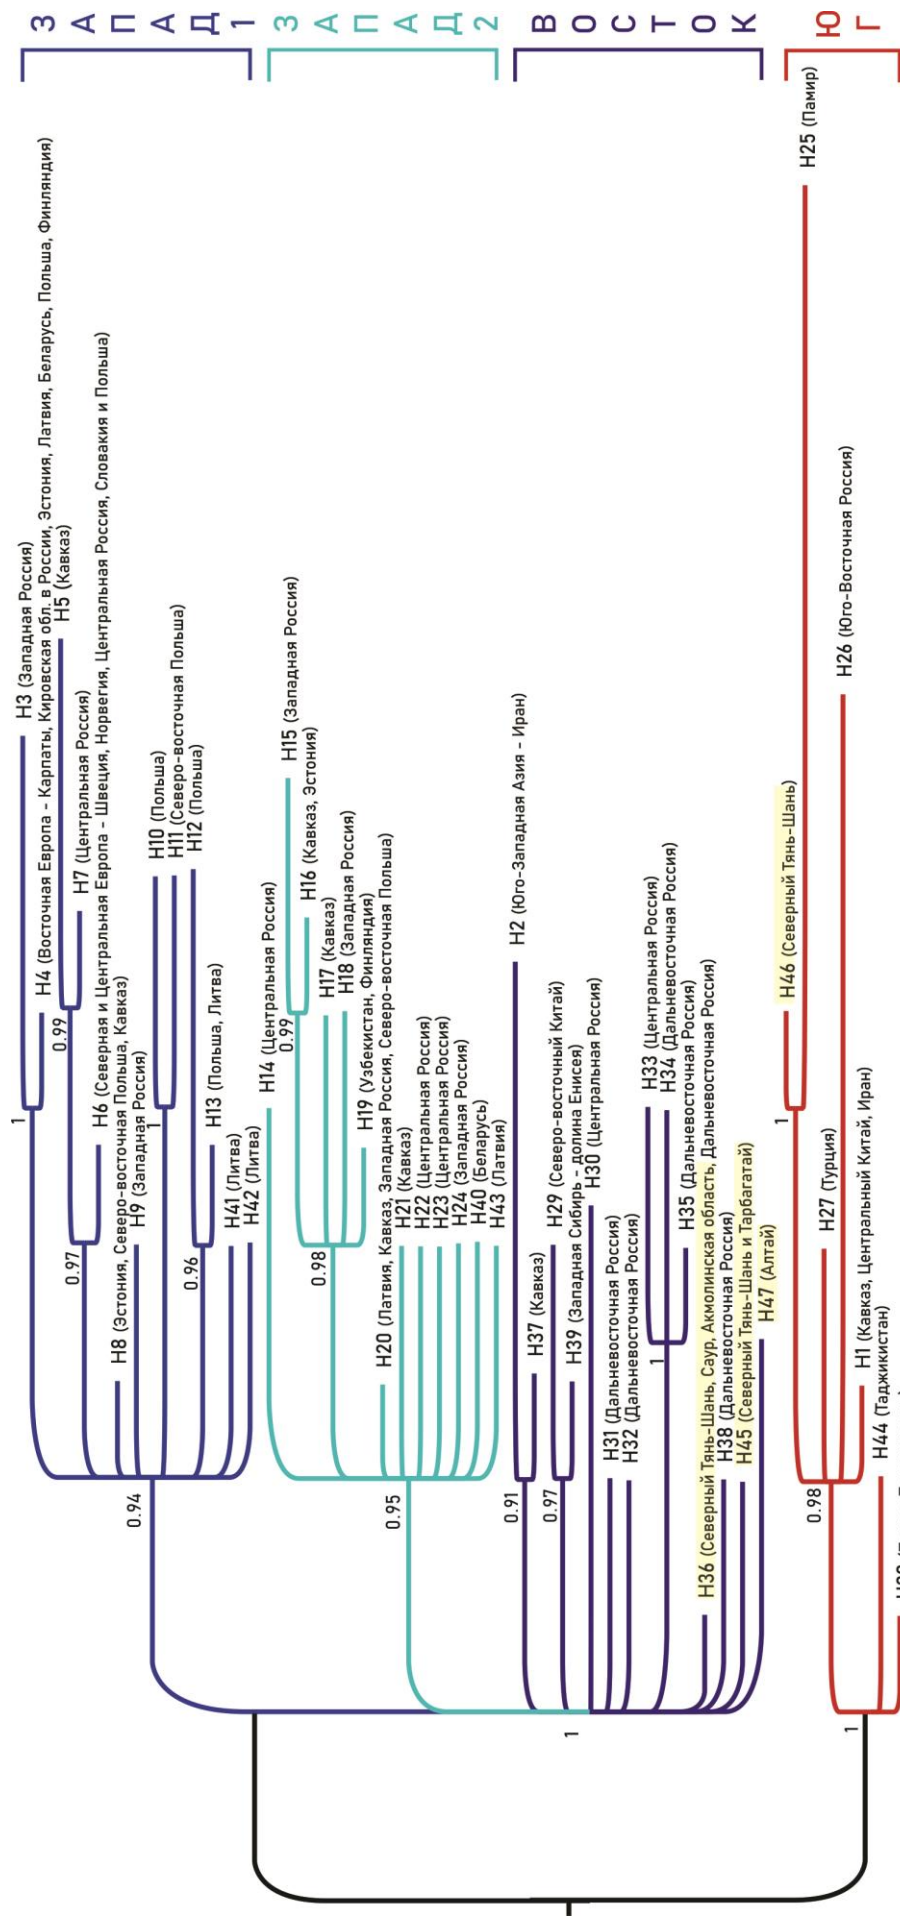 ЗАПАД1
H3 (Западная Россия)
H4 (Восточная Европа - Карпаты, Кировская обл. в России, Эстония, Латвия, Беларусь, Польша, Финляндия)
1
H5 (Кавказ)
H7 (Центральная Россия)
0.99
H6 (Северная и Центральная Европа - Швеция, Норвегия, Центральная Россия, Словакия и Польша)
0.97
H8 (Эстония, Северо-восточная Польша, Кавказ)
H9 (Западная Россия)
H10 (Польша)
H11 (Северо-восточная Польша)
1
H12 (Польша)
H13 (Польша, Литва)
0.96
H41 (Литва)
H42 (Литва)
0.94
ЗАПАД2
H14 (Центральная Россия)
H15 (Западная Россия)
H16 (Кавказ, Эстония)
0.99
H17 (Кавказ)
H18 (Западная Россия)
H19 (Узбекистан, Финляндия)
0.98
H20 (Латвия, Кавказ, Западная Россия, Северо-восточная Польша)
H21 (Кавказ)
H22 (Центральная Россия)
H23 (Центральная Россия)
H24 (Западная Россия)
H40 (Беларусь)
H43 (Латвия)
0.95
ВОСТОК
H2 (Юго-Западная Азия - Иран)
H37 (Кавказ)
0.91
H29 (Северо-восточный Китай)
H39 (Западная Сибирь - долина Енисея)
0.97
H30 (Центральная Россия)
H31 (Дальневосточная Россия)
H32 (Дальневосточная Россия)
H33 (Центральная Россия)
H34 (Дальневосточная Россия)
H35 (Дальневосточная Россия)
1
H36 (Северный Тянь-Шань, Саур, Акмолинская область, Дальневосточная Россия)
H38 (Дальневосточная Россия)
H45 (Северный Тянь-Шань и Тарбагатай)
H47 (Алтай)
1
ЮГ
H46 (Северный Тянь-Шань)
H25 (Памир)
1
H27 (Турция)
H26 (Юго-Восточная Россия)
H1 (Кавказ, Центральный Китай, Иран)
0.98
H44 (Таджикистан)
1